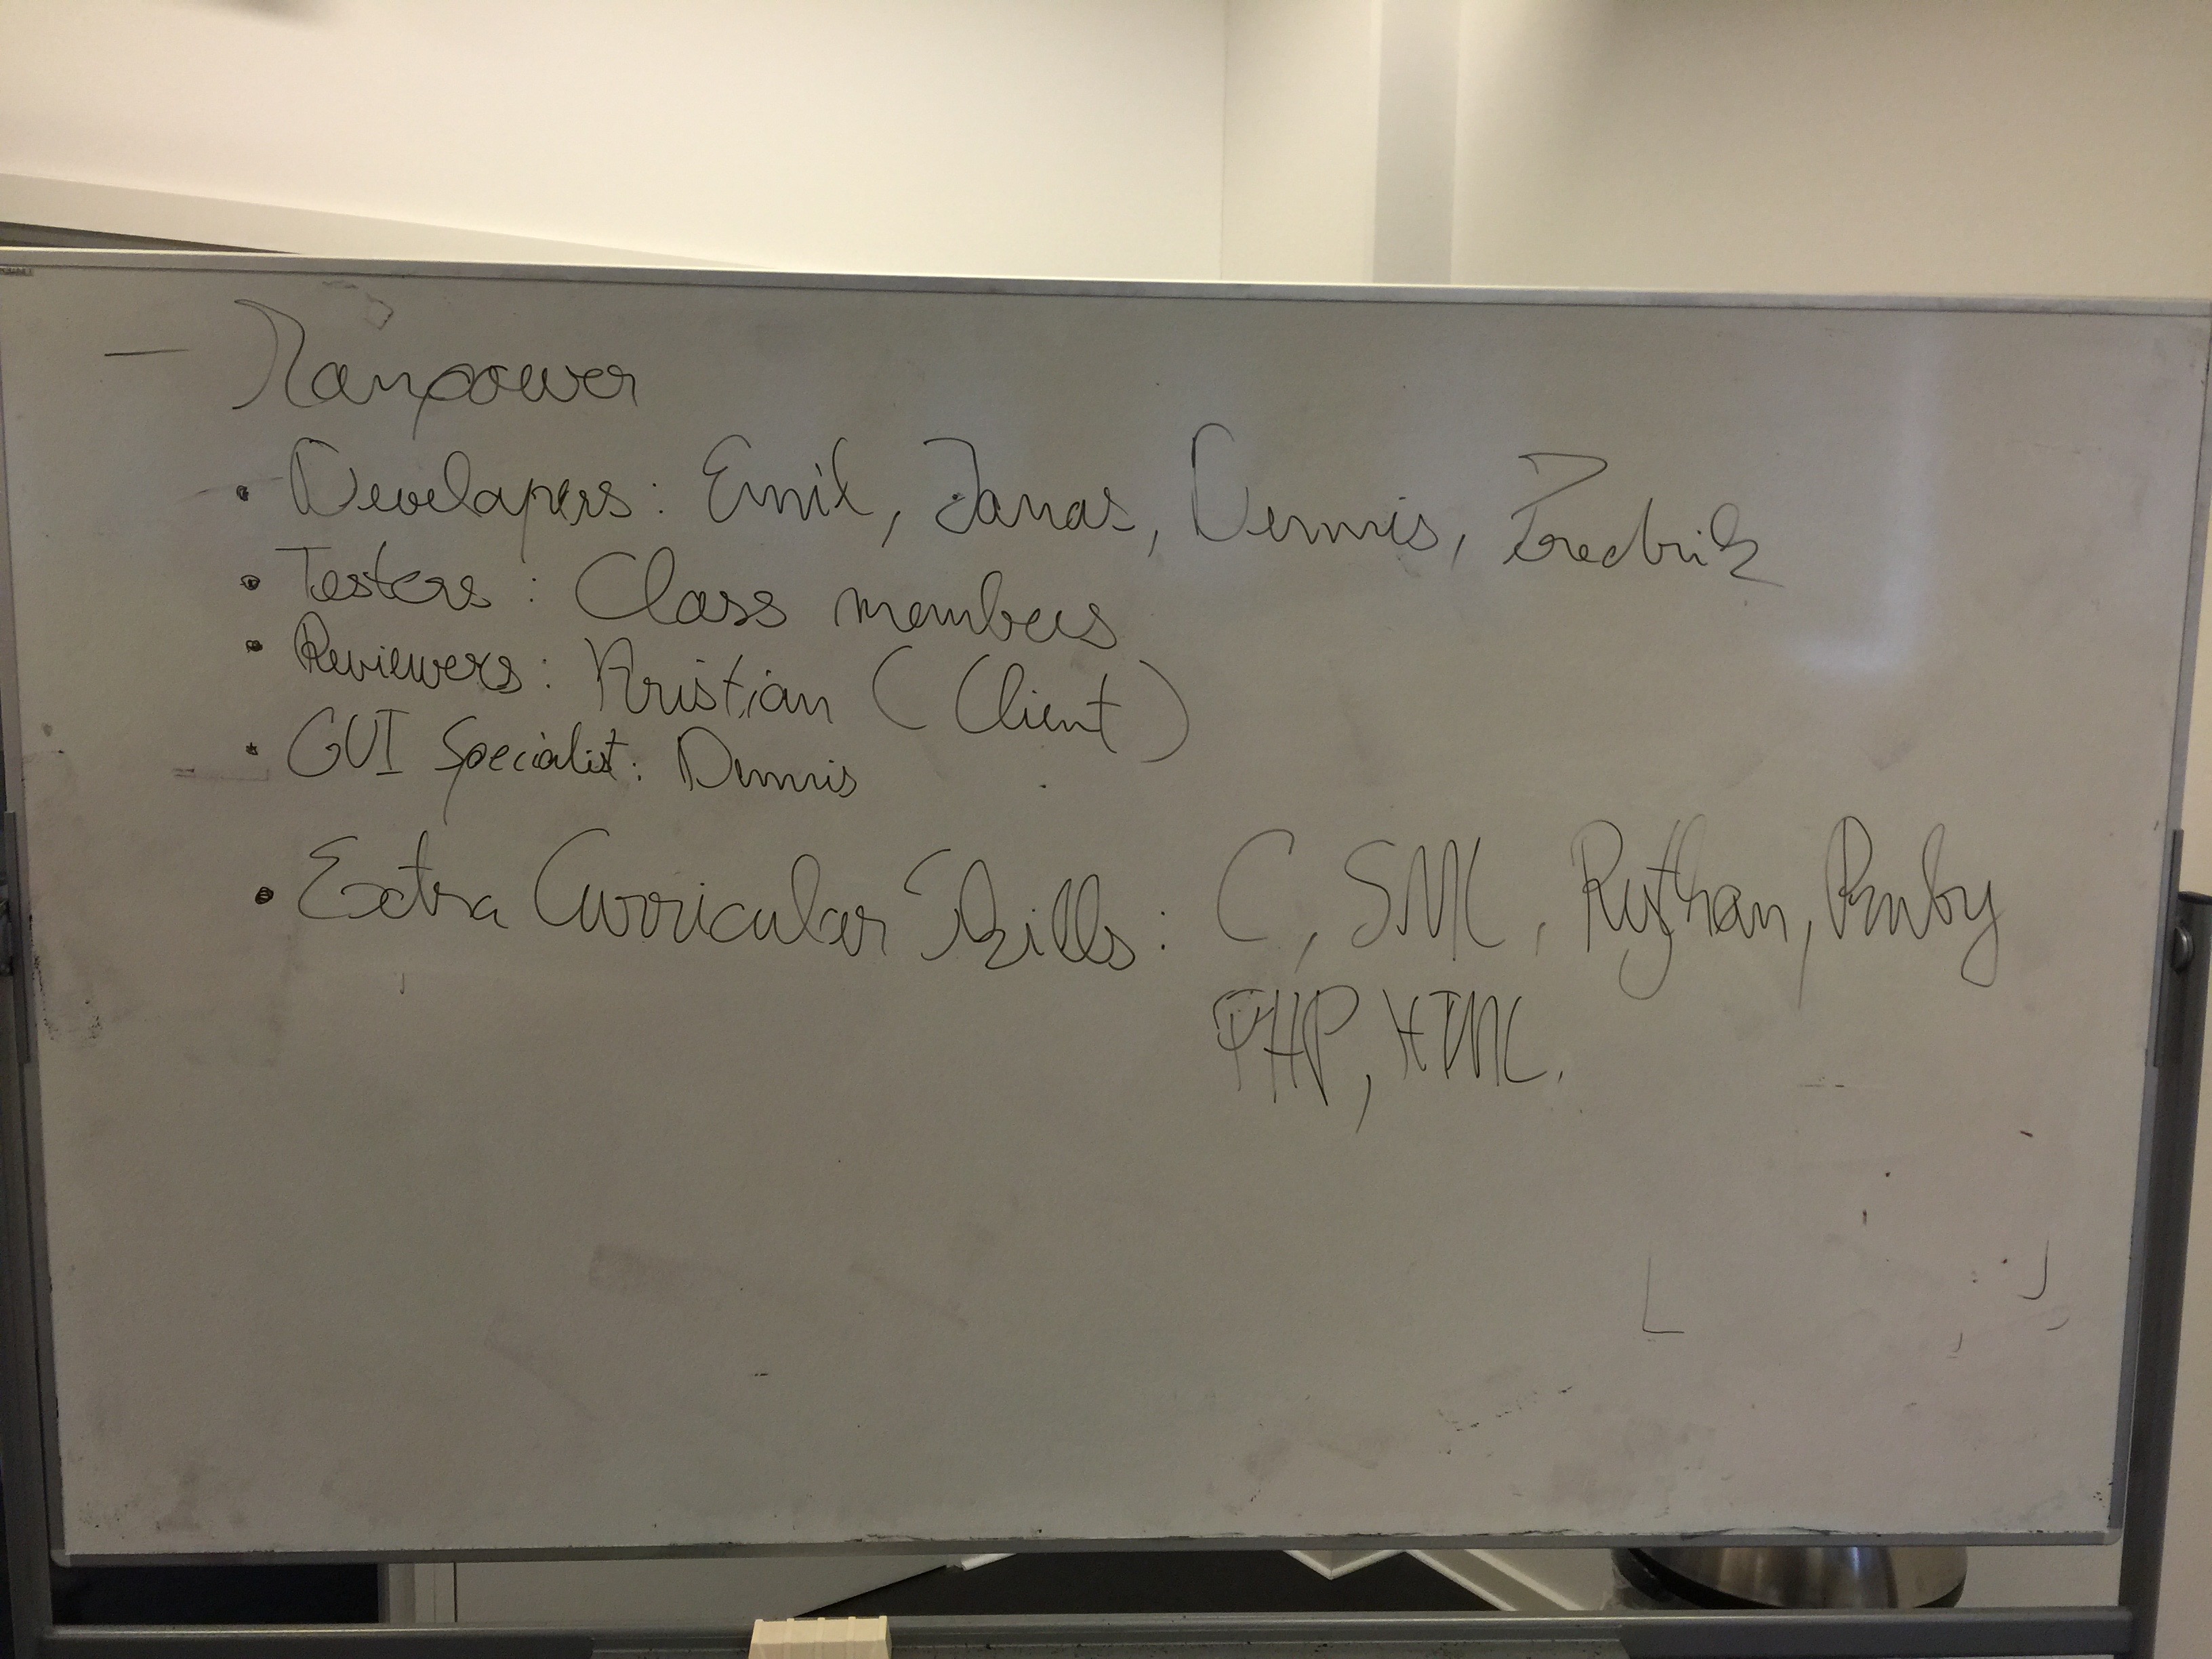 — Manpower
• Developers: Emil, Jonas, Dennis, Fredrik
• Testers: Class members
• Reviewers: Kristian (Client)
• GUI Specialist: Dennis
• Extra Curricular Skills: C, SML, Python, Ruby
PHP, HTML.